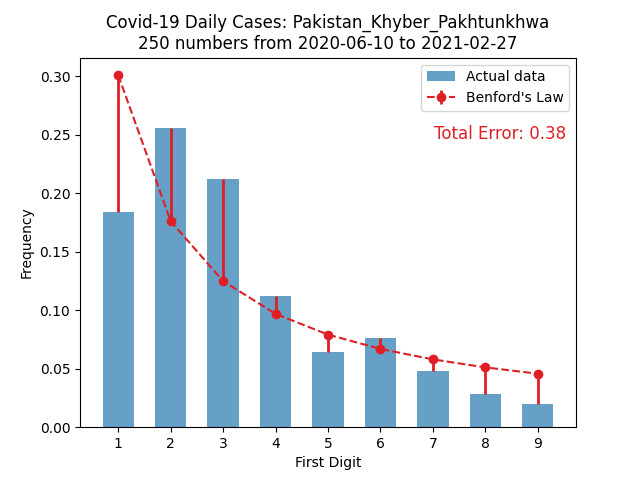 Covid-19 Daily Cases: Pakistan_Khyber_Pakhtunkhwa
250 numbers from 2020-06-10 to 2021-02-27
Actual data
Benford's Law
Total Error: 0.38
Frequency
0.30
0.25
0.20
0.15
0.10
0.05
0.00
1 2 3 4 5 6 7 8 9
First Digit